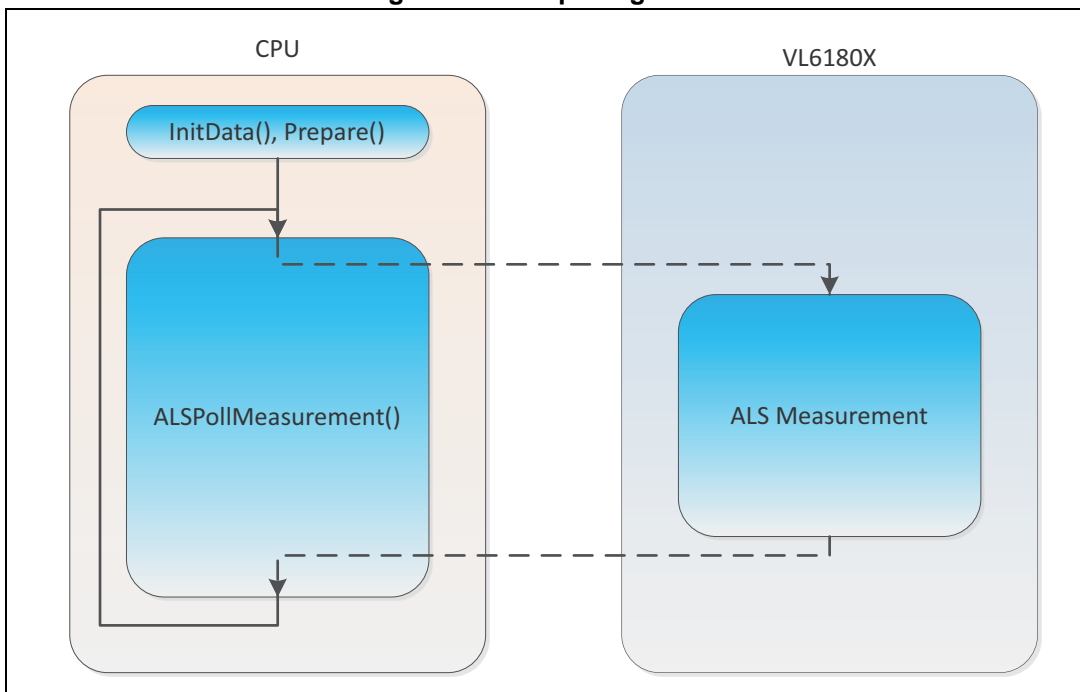 CPU
VL6180X
InitData(), Prepare()
ALSPollMeasurement()
ALS Measurement